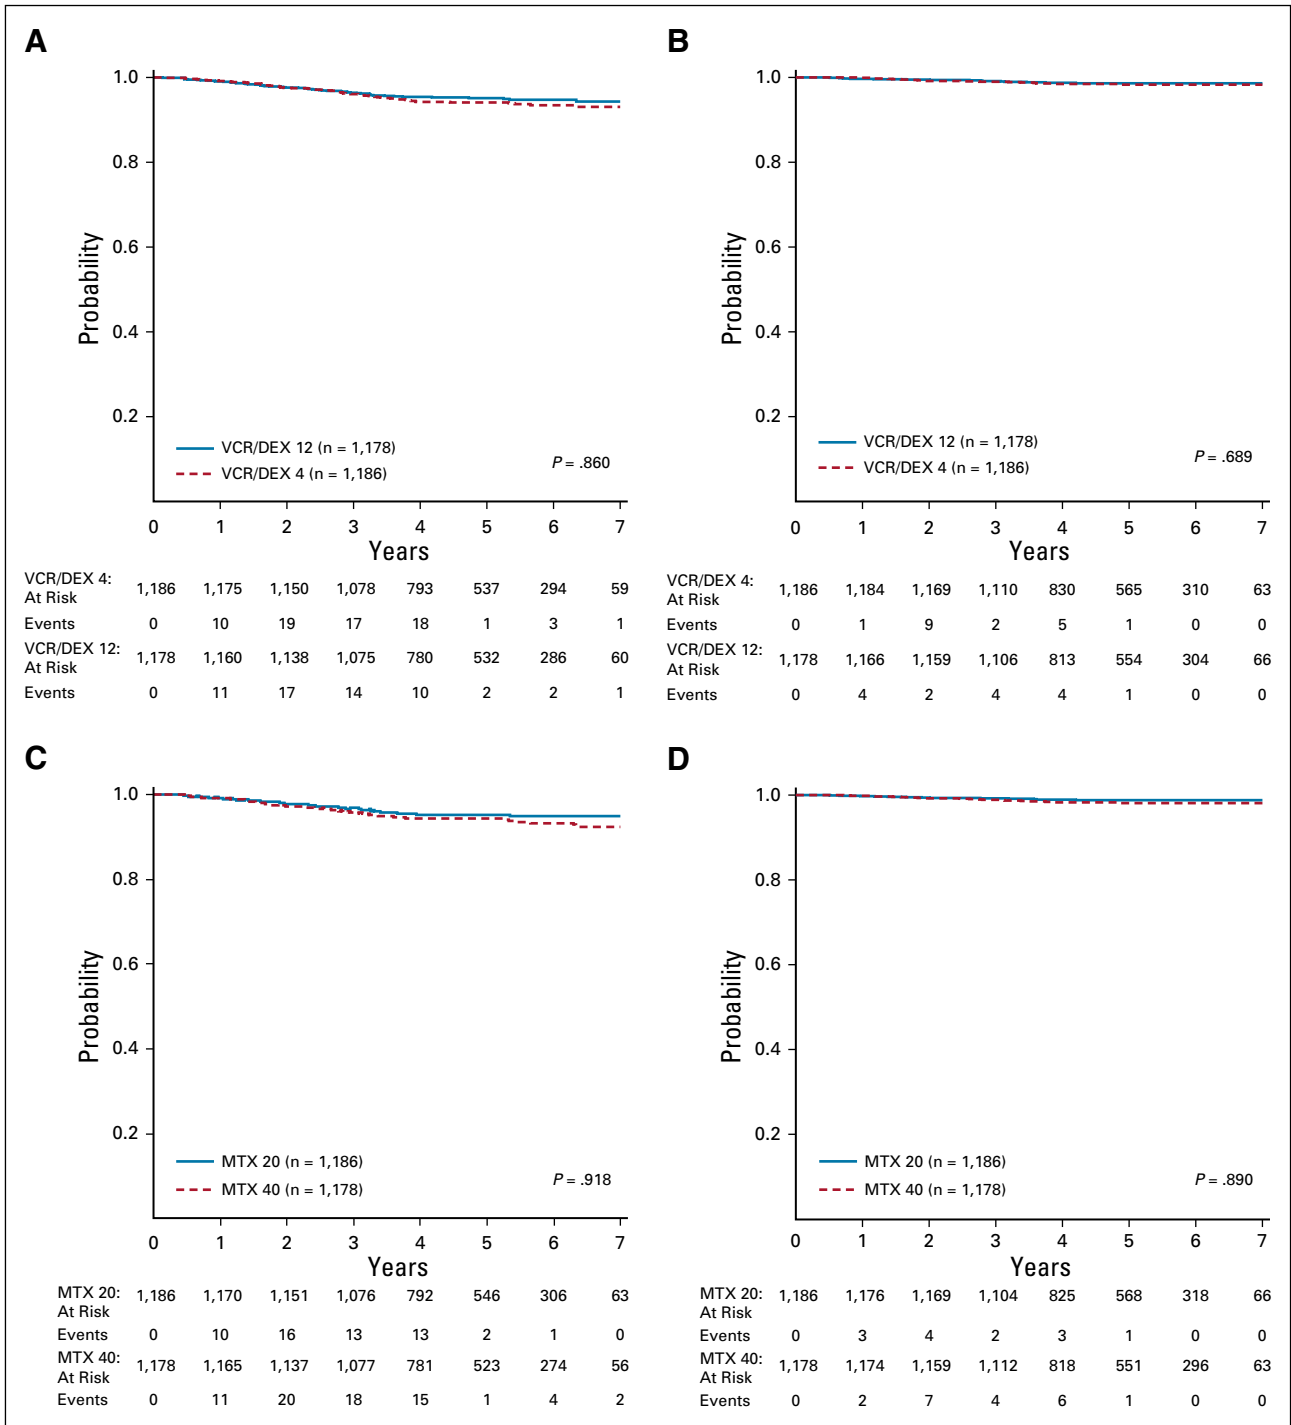 A
1.0
0.8
0.6
0.4
0.2
Probability
VCR/DEX 12 (n = 1,178)
VCR/DEX 4 (n = 1,186)
P = .860
0 1 2 3 4 5 6 7
Years
VCR/DEX 4:
At Risk 1,186 1,175 1,150 1,078 793 537 294 59
Events 0 10 19 17 18 1 3 1
VCR/DEX 12:
At Risk 1,178 1,160 1,138 1,075 780 532 286 60
Events 0 11 17 14 10 2 2 1
B
1.0
0.8
0.6
0.4
0.2
Probability
VCR/DEX 12 (n = 1,178)
VCR/DEX 4 (n = 1,186)
P = .689
0 1 2 3 4 5 6 7
Years
VCR/DEX 4:
At Risk 1,186 1,184 1,169 1,110 830 565 310 63
Events 0 1 9 2 5 1 0 0
VCR/DEX 12:
At Risk 1,178 1,166 1,159 1,106 813 554 304 66
Events 0 4 2 4 4 1 0 0
C
1.0
0.8
0.6
0.4
0.2
Probability
MTX 20 (n = 1,186)
MTX 40 (n = 1,178)
P = .918
0 1 2 3 4 5 6 7
Years
MTX 20:
At Risk 1,186 1,170 1,151 1,076 792 546 306 63
Events 0 10 16 13 13 2 1 0
MTX 40:
At Risk 1,178 1,165 1,137 1,077 781 523 274 56
Events 0 11 20 18 15 1 4 2
D
1.0
0.8
0.6
0.4
0.2
Probability
MTX 20 (n = 1,186)
MTX 40 (n = 1,178)
P = .890
0 1 2 3 4 5 6 7
Years
MTX 20:
At Risk 1,186 1,176 1,169 1,104 825 568 318 66
Events 0 3 4 2 3 1 0 0
MTX 40:
At Risk 1,178 1,174 1,159 1,112 818 551 296 63
Events 0 2 7 4 6 1 0 0